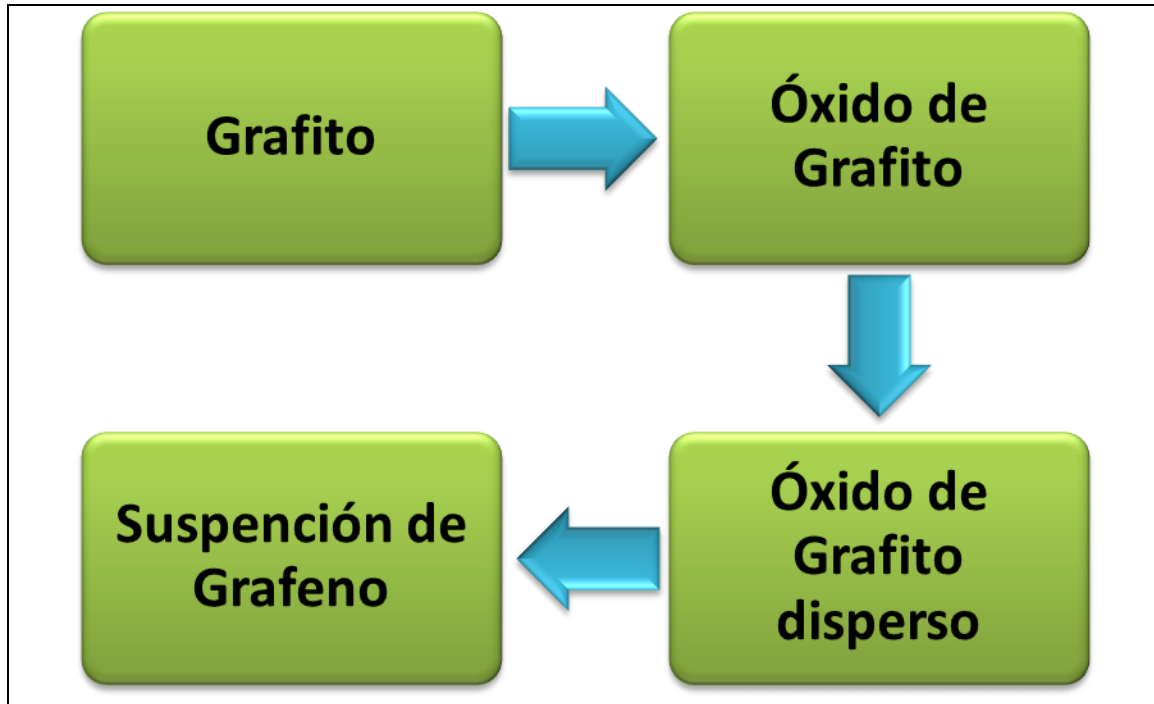 Grafito
Óxido de
Grafito
Óxido de
Grafito
disperso
Suspención de
Grafeno